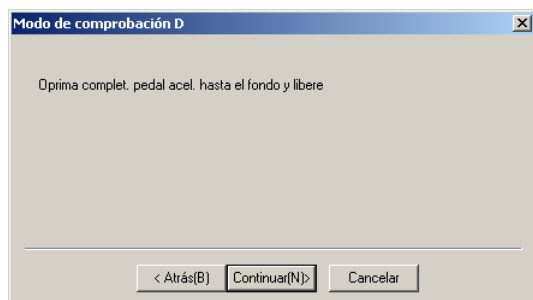 Modo de comprobación D
Oprima complet. pedal acel. hasta el fondo y libere
< Atrás(B) Continuar(N)> Cancelar